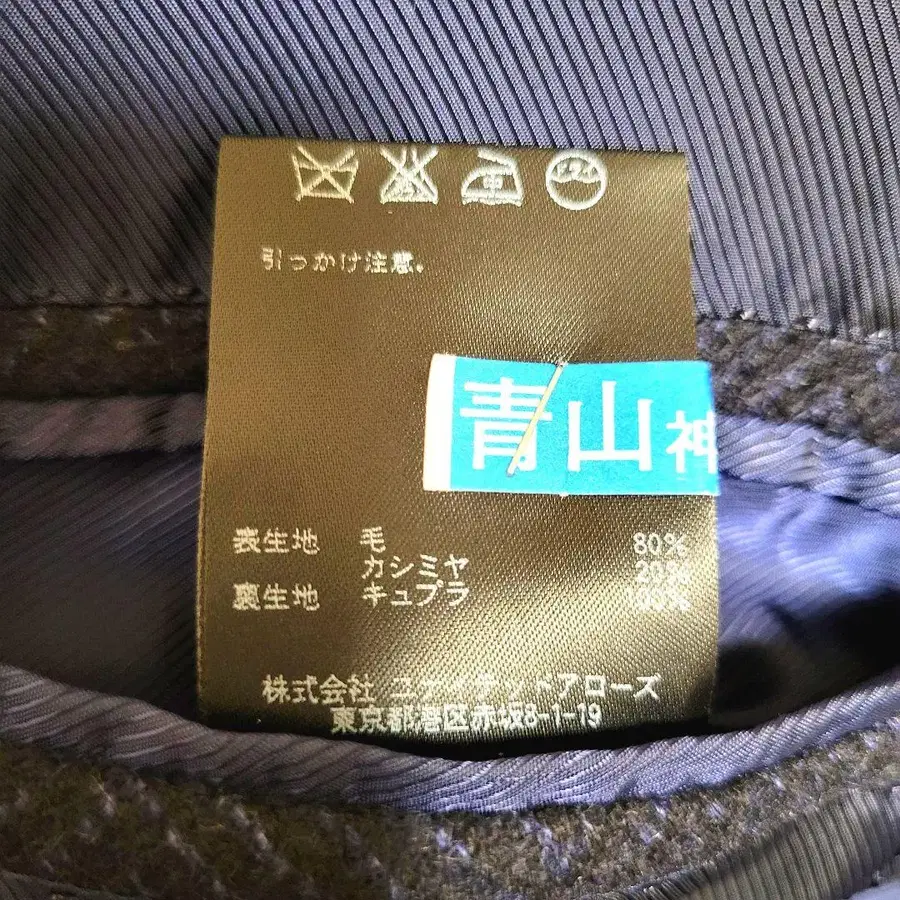 引っかけ注意。
青山神
表生地 毛 80%
カシミヤ 20%
裏生地 キュプラ 100%
株式会社 ユナイテッドアローズ
東京都港区赤坂8-1-19